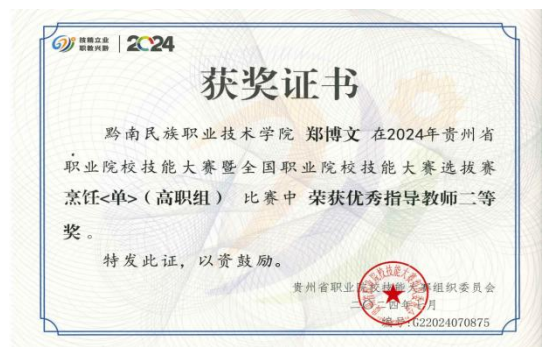 技精立业
职教兴黔
2024
获奖证书
黔南民族职业技术学院 郑博文 在2024年贵州省
职业院校技能大赛暨全国职业院校技能大赛选拔赛
烹饪<单>（高职组） 比赛中 荣获优秀指导教师二等
奖。
特发此证，以资鼓励。
贵州省职业院校技能大赛组织委员会
二〇二四年 月
编号:G22024070875